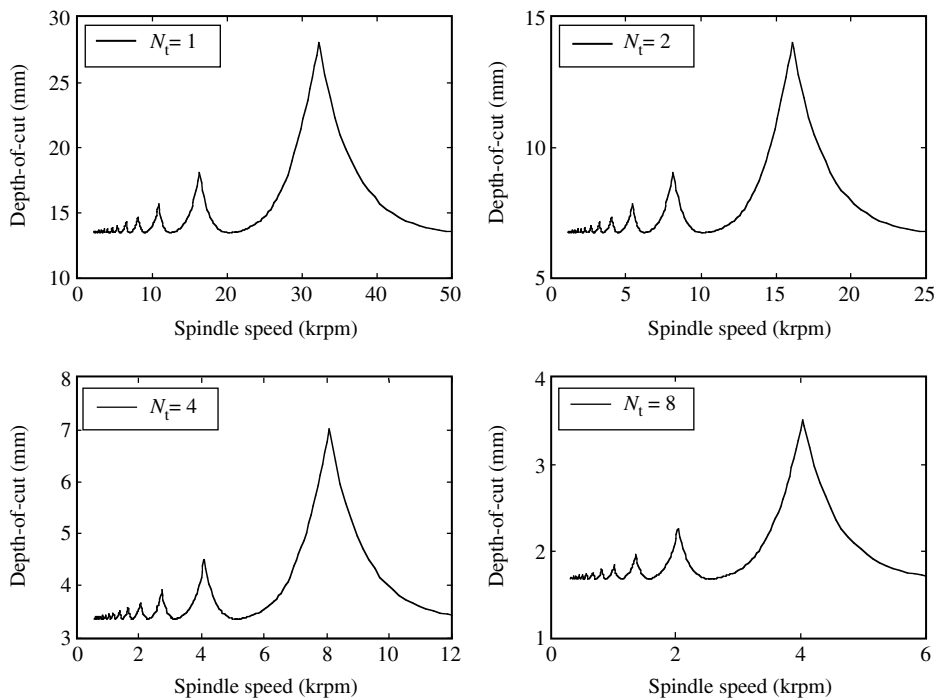 N_t= 1
Depth-of-cut (mm)
30
25
20
15
10
0 10 20 30 40 50
Spindle speed (krpm)
N_t= 2
Depth-of-cut (mm)
15
10
5
0 5 10 15 20 25
Spindle speed (krpm)
N_t= 4
Depth-of-cut (mm)
8
7
6
5
4
3
0 2 4 6 8 10 12
Spindle speed (krpm)
N_t = 8
Depth-of-cut (mm)
4
3
2
1
0 2 4 6
Spindle speed (krpm)